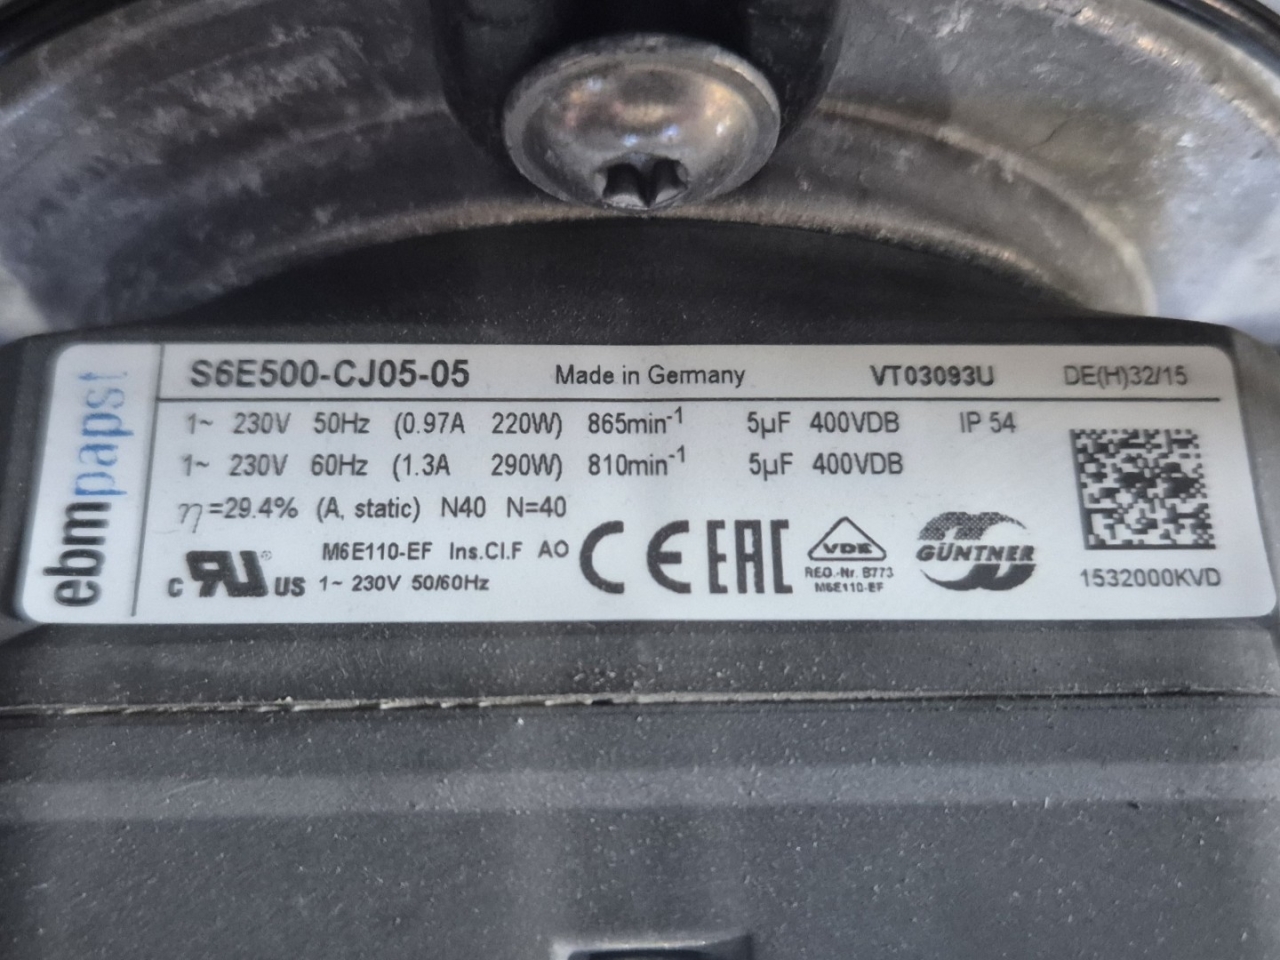 ebmpapst
S6E500-CJ05-05 Made in Germany VT03093U DE(H)32/15
1~ 230V 50Hz (0.97A 220W) 865min-1 5µF 400VDB IP 54
1~ 230V 60Hz (1.3A 290W) 810min-1 5µF 400VDB
η=29.4% (A, static) N40 N=40
M6E110-EF Ins.Cl.F AO
1~ 230V 50/60Hz
c RU ® US
CE EAC
VDE
REG.-Nr. B773
M6E110-EF
GÜNTNER
1532000KVD